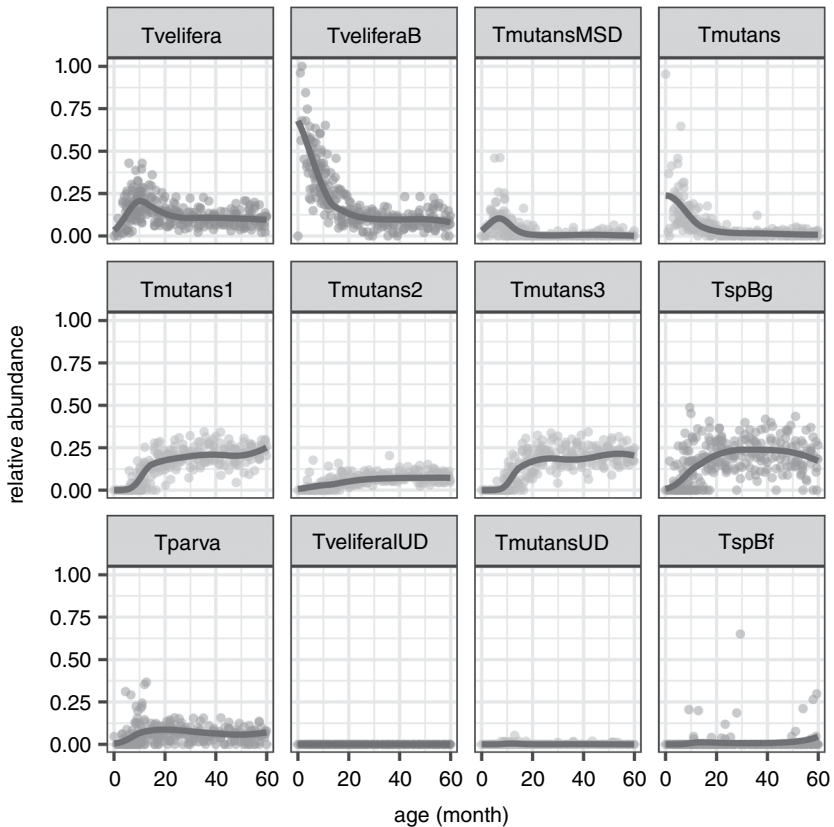 Tvelifera TveliferaB TmutansMSD Tmutans
1.00
0.75
0.50
0.25
0.00
Tmutans1 Tmutans2 Tmutans3 TspBg
1.00
0.75
0.50
0.25
0.00
relative abundance
Tparva TveliferaIUD TmutansUD TspBf
1.00
0.75
0.50
0.25
0.00
0 20 40 60 0 20 40 60 0 20 40 60 0 20 40 60
age (month)